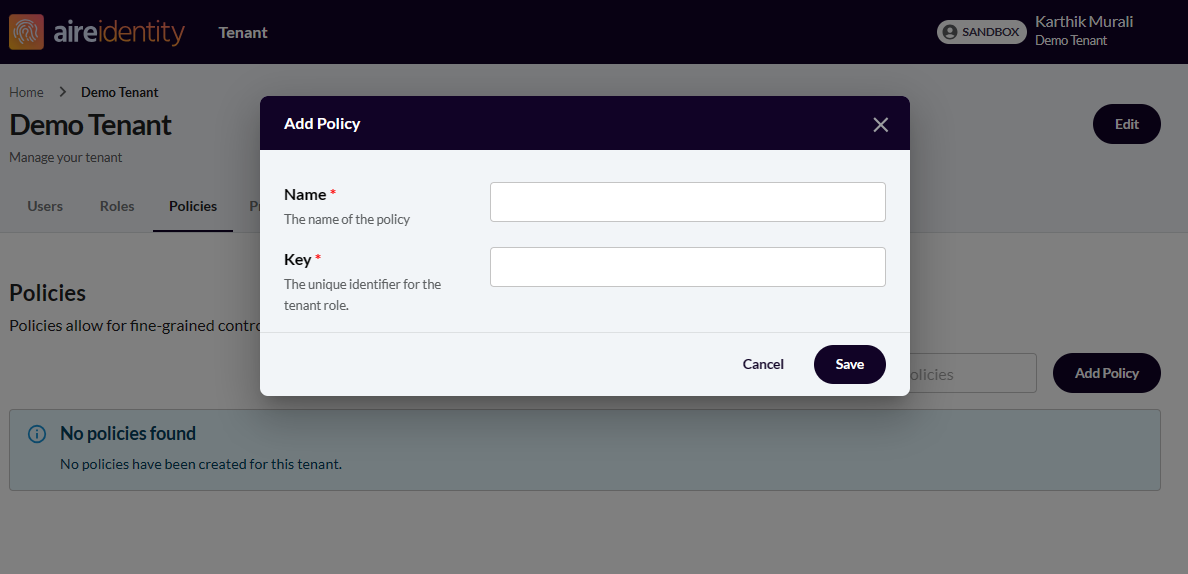 aireidentity
Tenant
SANDBOX
Karthik Murali
Demo Tenant
Home
Demo Tenant
Demo Tenant
Edit
Manage your tenant
Users
Roles
Policies
Add Policy
Name *
The name of the policy
Key *
The unique identifier for the
tenant role.
Cancel
Save
Policies
Policies allow for fine-grained
Add Policy
No policies found
No policies have been created for this tenant.